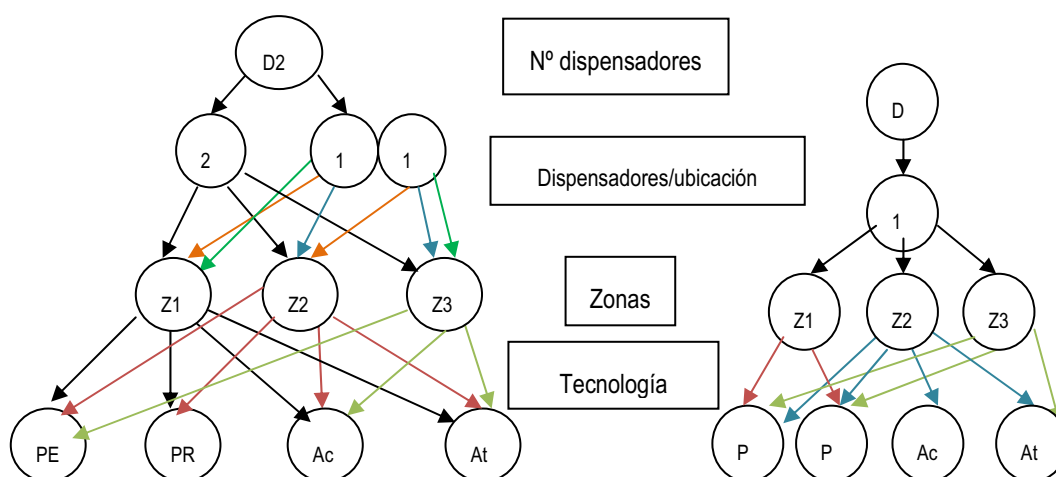 D2
Nº dispensadores
D
2
1
1
Dispensadores/ubicación
1
Z1
Z2
Z3
Zonas
Z1
Z2
Z3
Tecnología
PE
PR
Ac
At
P
P
Ac
At